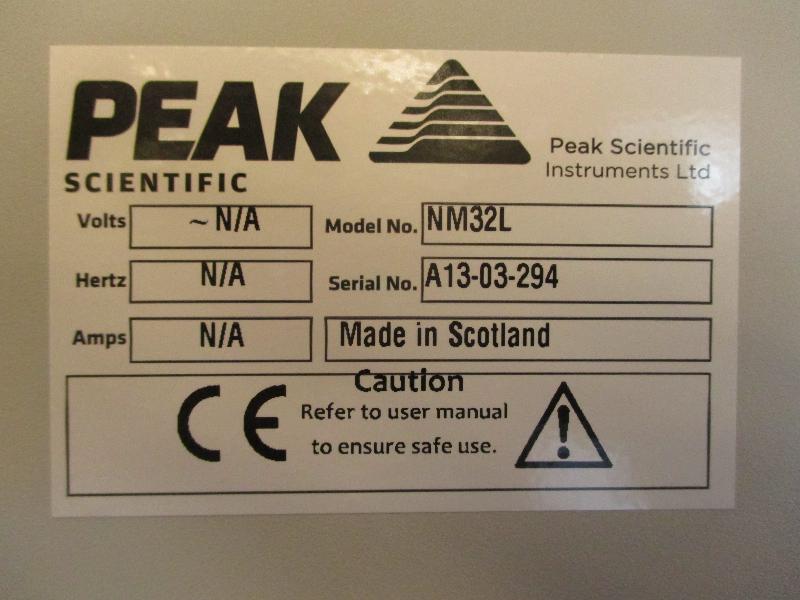 PEAK
SCIENTIFIC
Peak Scientific
Instruments Ltd
Volts ~ N/A Model No. NM32L
Hertz N/A Serial No. A13-03-294
Amps N/A Made in Scotland
Caution
CE Refer to user manual
to ensure safe use.